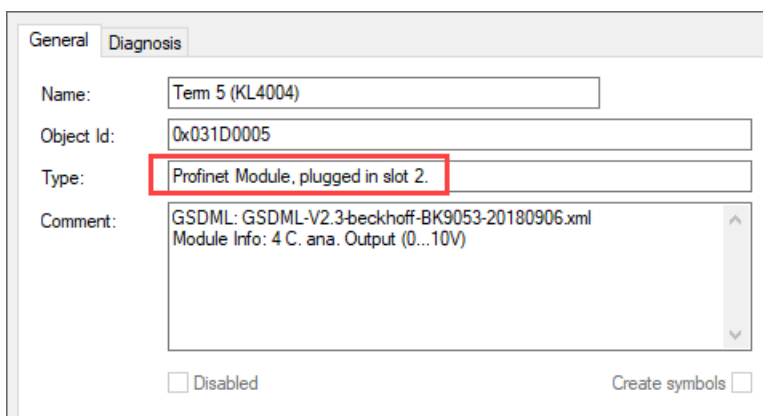 General Diagnosis
Name: Term 5 (KL4004)
Object Id: 0x031D0005
Type: Profinet Module, plugged in slot 2.
Comment: GSDML: GSDML-V2.3-beckhoff-BK9053-20180906.xml
Module Info: 4 C. ana. Output (0...10V)
Disabled Create symbols